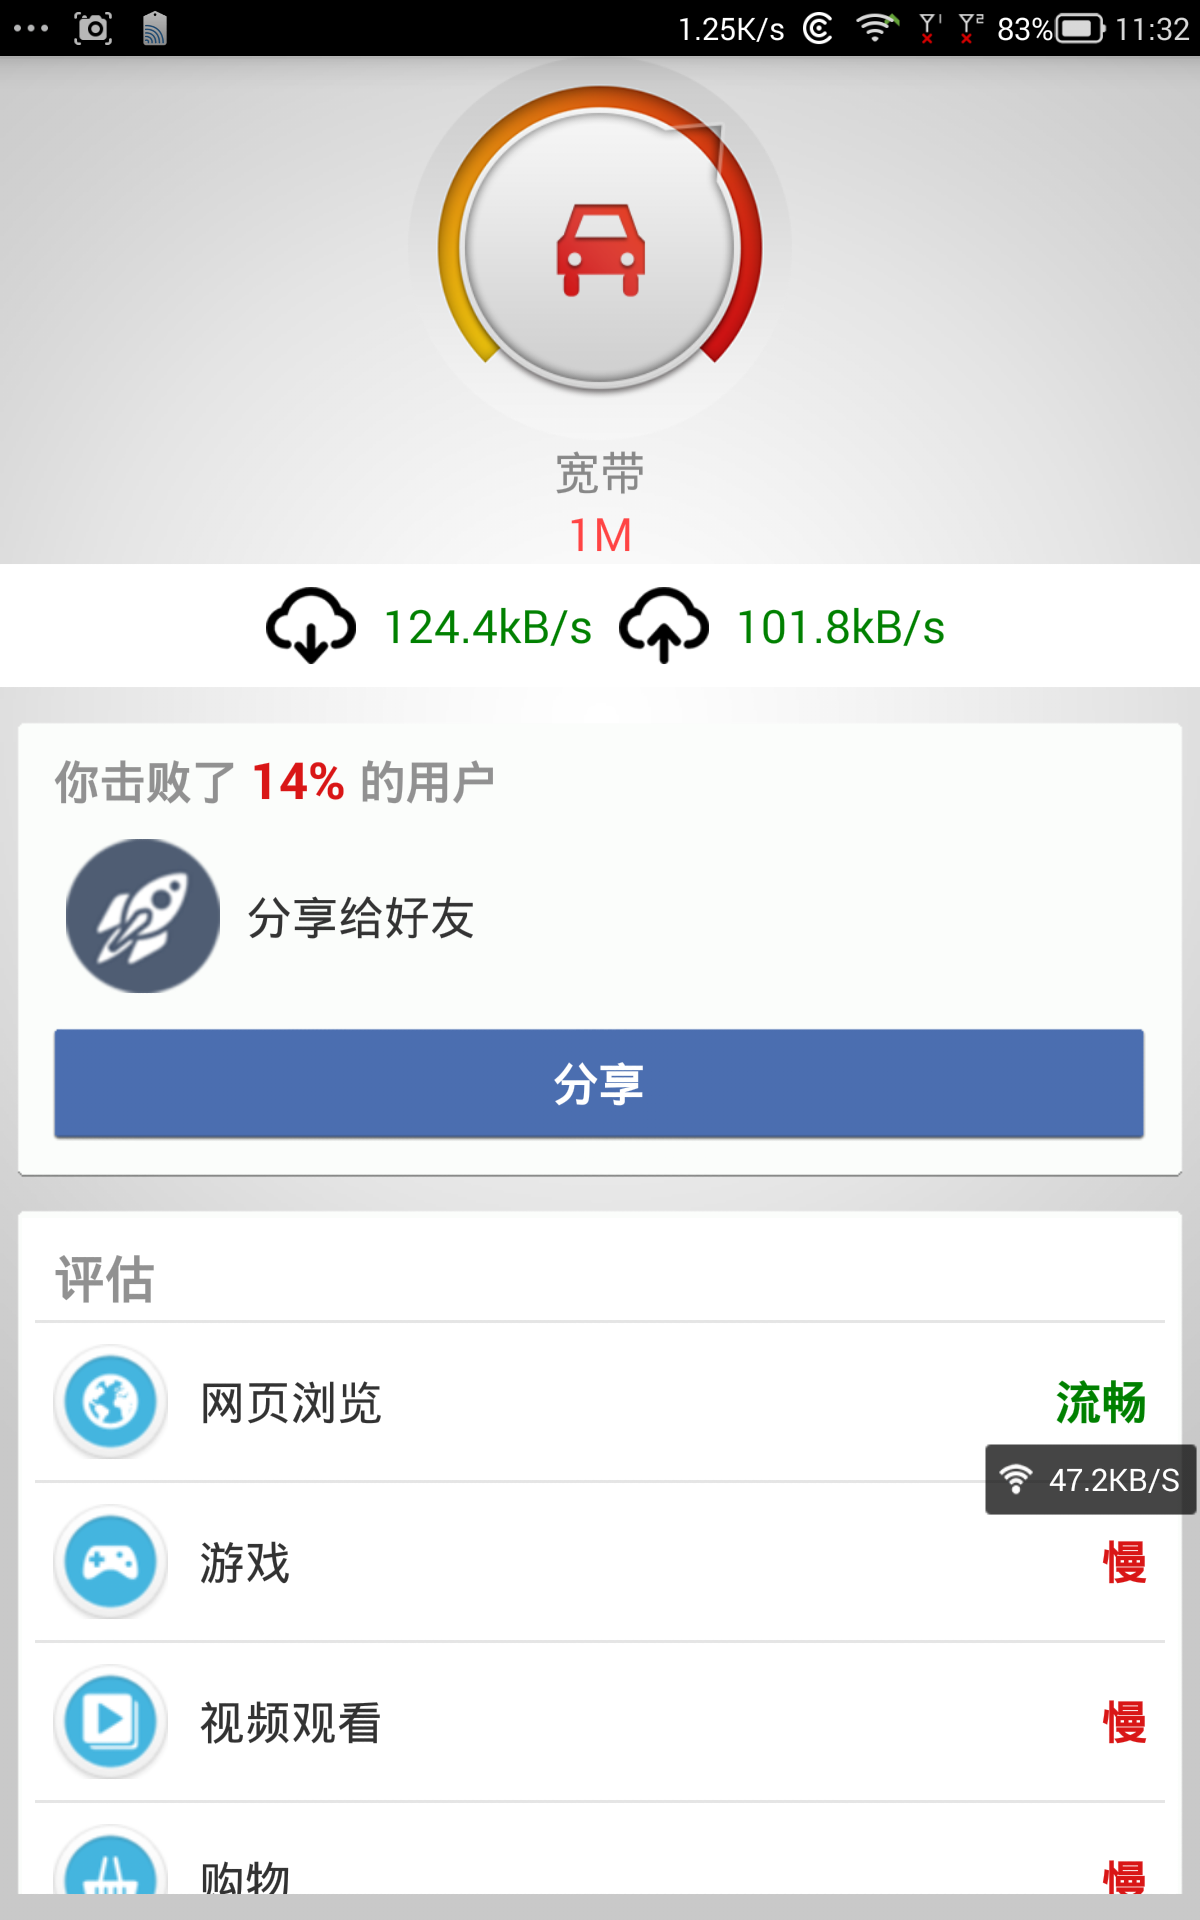 1.25K/s 83% 11:32
宽带
1M
124.4kB/s 101.8kB/s
你击败了 14% 的用户
分享给好友
分享
评估
网页浏览 流畅
47.2KB/S
游戏 慢
视频观看 慢
购物 慢